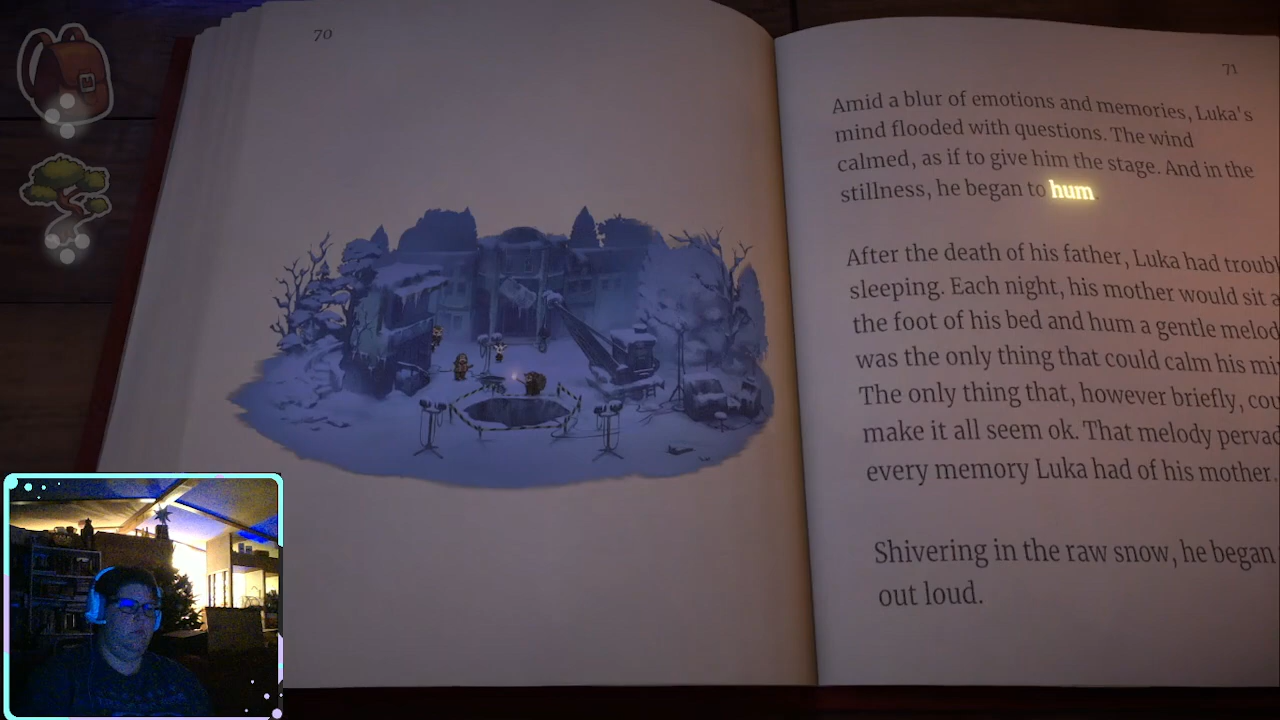 70
71
Amid a blur of emotions and memories, Luka's
mind flooded with questions. The wind
calmed, as if to give him the stage. And in the
stillness, he began to hum.
After the death of his father, Luka had troubl
sleeping. Each night, his mother would sit a
the foot of his bed and hum a gentle melod
was the only thing that could calm his mi
The only thing that, however briefly, cou
make it all seem ok. That melody pervad
every memory Luka had of his mother.
Shivering in the raw snow, he began
out loud.